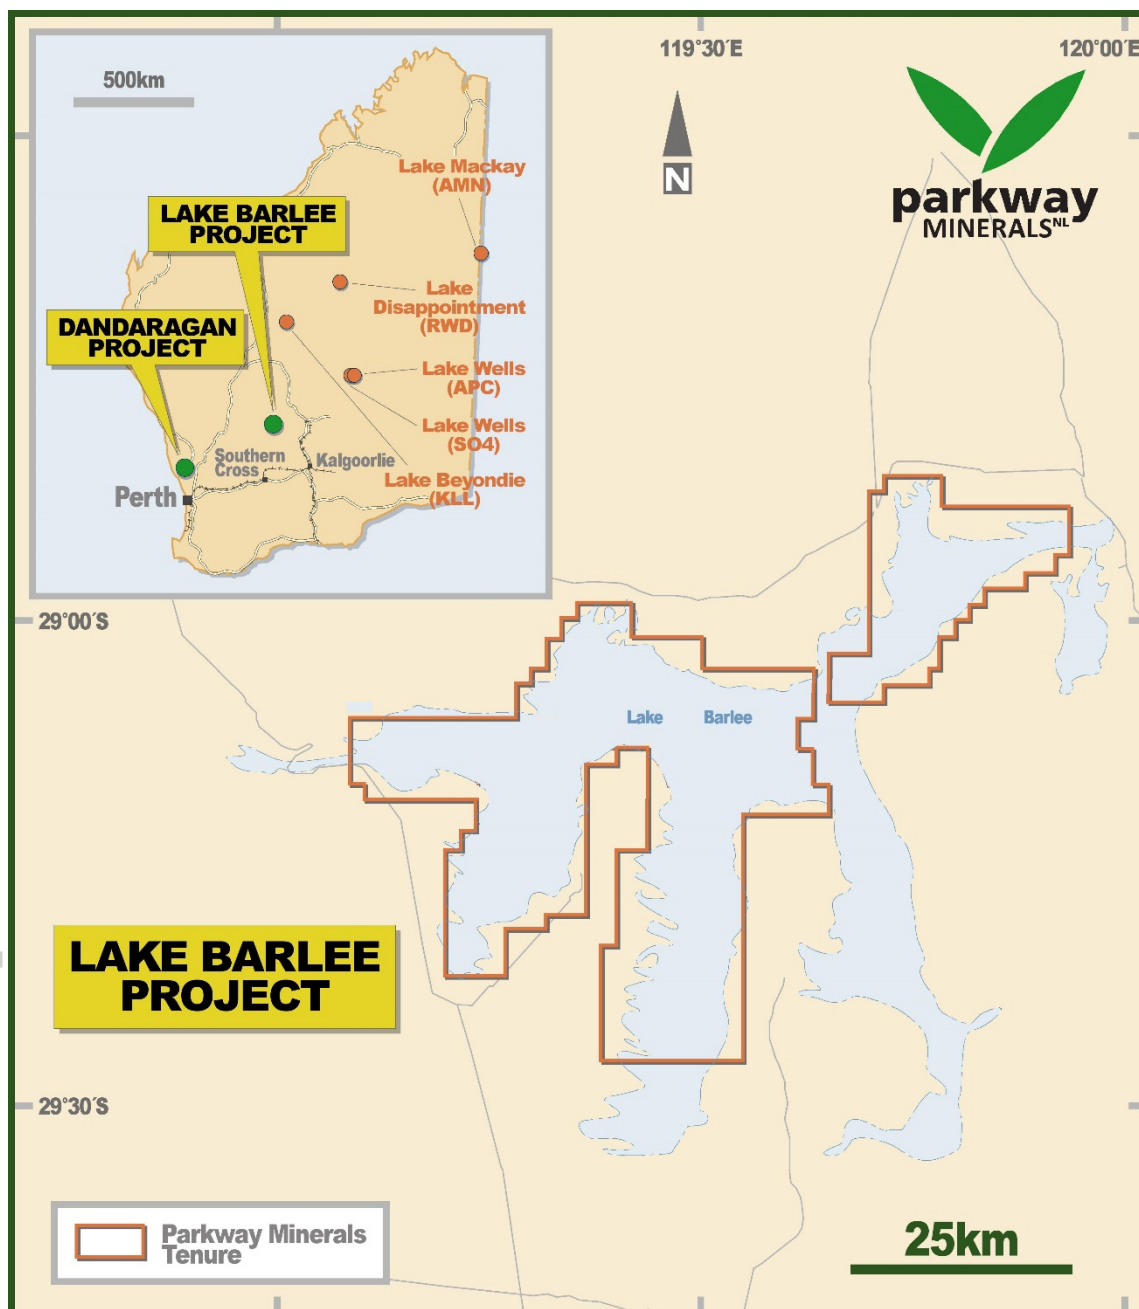 119°30´E
120°00´E
500km
Lake Mackay
(AMN)
LAKE BARLEE
PROJECT
Lake
Disappointment
(RWD)
DANDARAGAN
PROJECT
Lake Wells
(APC)
Lake Wells
(SO4)
Southern
Cross
Kalgoorlie
Lake Beyondie
(KLL)
Perth
N
parkway
MINERALS NL
29°00´S
Lake Barlee
LAKE BARLEE
PROJECT
29°30´S
Parkway Minerals
Tenure
25km